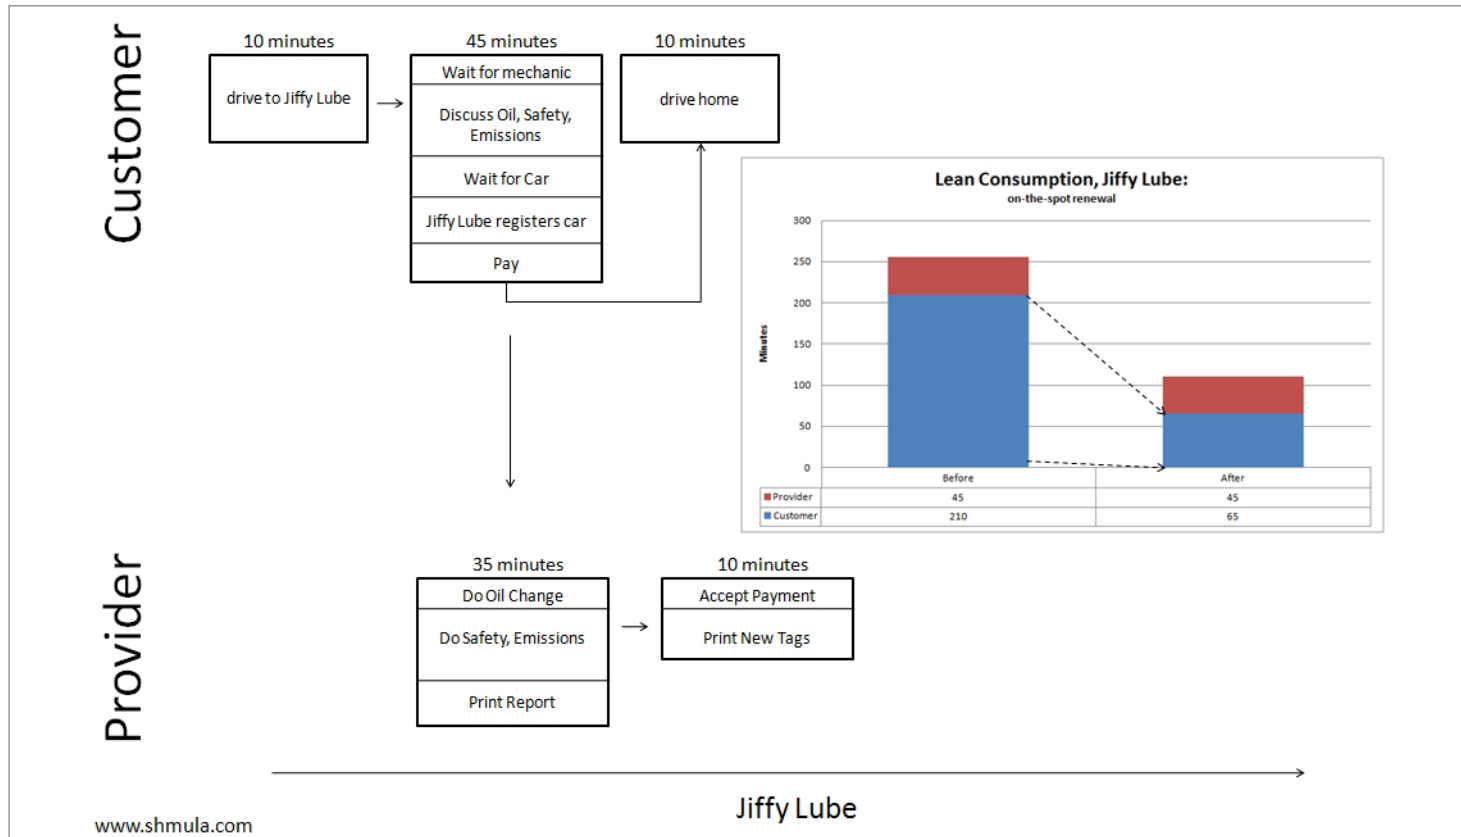 Customer
10 minutes
drive to Jiffy Lube
45 minutes
Wait for mechanic
Discuss Oil, Safety,
Emissions
Wait for Car
Jiffy Lube registers car
Pay
10 minutes
drive home
Lean Consumption, Jiffy Lube:
on-the-spot renewal
Minutes
300
250
200
150
100
50
0
Before After
Provider 45 45
Customer 210 65
Provider
35 minutes
Do Oil Change
Do Safety, Emissions
Print Report
10 minutes
Accept Payment
Print New Tags
Jiffy Lube
www.shmula.com